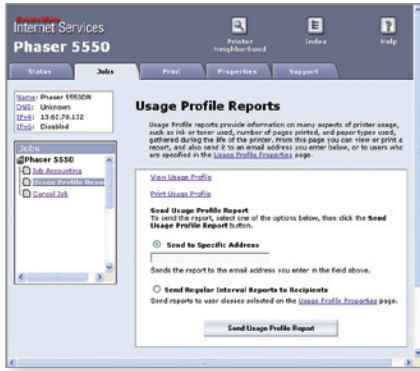 CentreWare
Internet Services
Phaser 5550
Printer
Neighborhood
Index
Help
Status
Jobs
Print
Properties
Support
Name: Phaser 5550DN
DNS: Unknown
IPv4: 13.62.70.132
IPv6: Disabled
Usage Profile Reports
Usage Profile reports provide information on many aspects of printer usage,
such as ink or toner used, number of pages printed, and paper types used,
gathered during the life of the printer. From this page you can view or print a
report, and also send it to an email address you enter below, or to users who
are specified in the Usage Profile Properties page.
Jobs
Phaser 5550
Job Accounting
Usage Profile Repor
Cancel Job
View Usage Profile
Print Usage Profile
Send Usage Profile Report
To send the report, select one of the options below, then click the Send
Usage Profile Report button.
Send to Specific Address
Sends the report to the email address you enter in the field above.
Send Regular Interval Reports to Recipients
Send reports to user classes selected on the Usage Profile Properties page.
Send Usage Profile Report